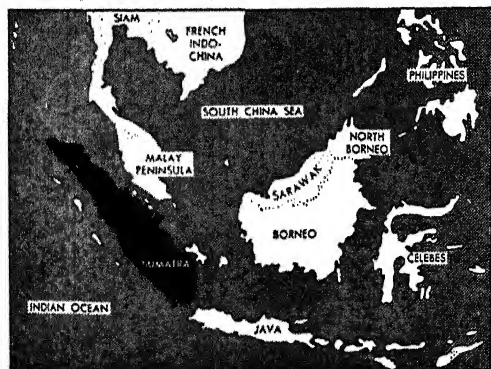 SIAM
FRENCH
INDO-
CHINA
PHILIPPINES
SOUTH CHINA SEA
NORTH
BORNEO
MALAY
PENINSULA
SARAWAK
BORNEO
SUMATRA
CELEBES
INDIAN OCEAN
JAVA